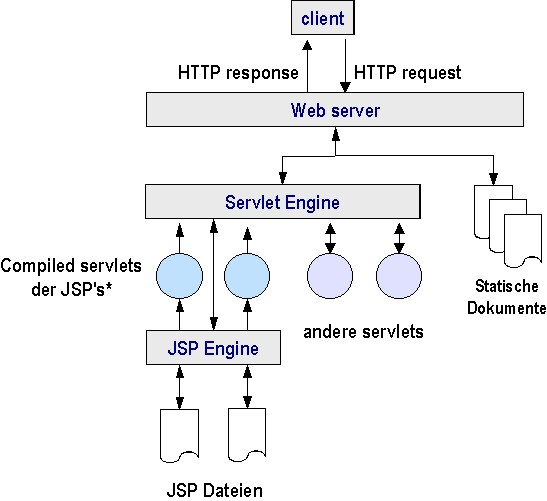 client
HTTP response
HTTP request
Web server
Servlet Engine
Compiled servlets
der JSP's*
Statische
Dokumente
andere servlets
JSP Engine
JSP Dateien